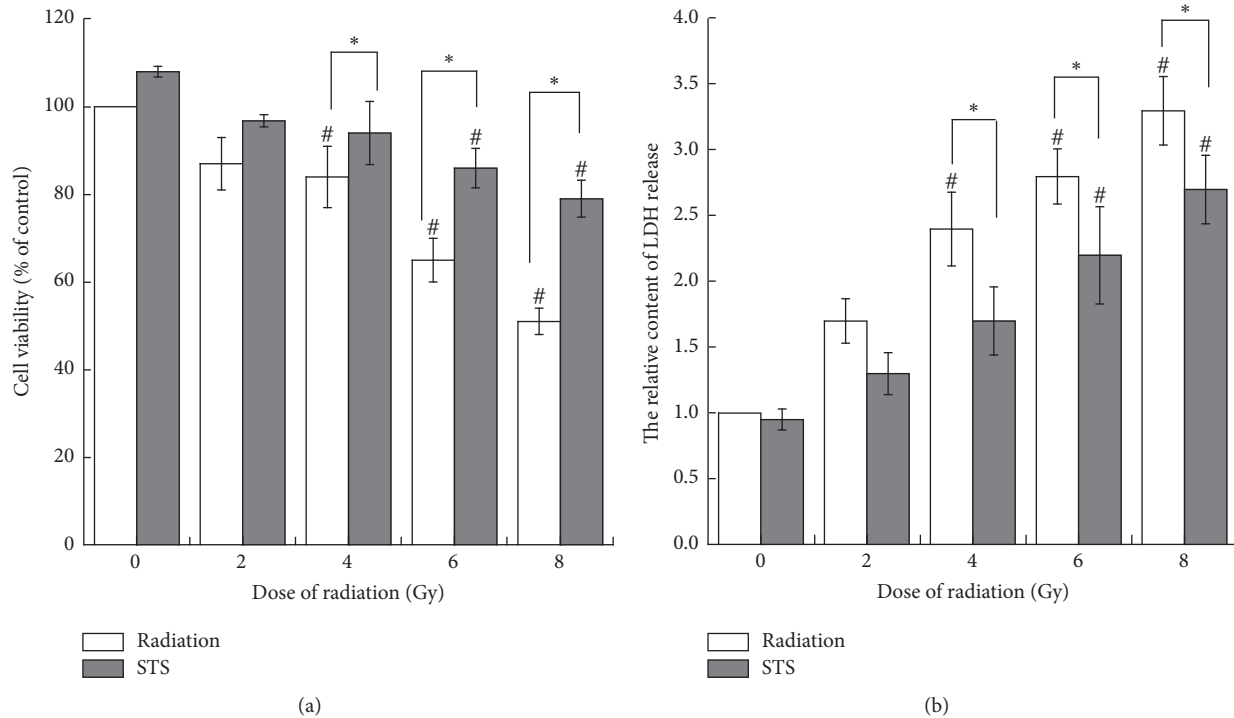 120
100
80
60
40
20
0
Cell viability (% of control)
*
*
*
#
#
#
#
#
0 2 4 6 8
Dose of radiation (Gy)
Radiation
STS
(a)
4.0
3.5
3.0
2.5
2.0
1.5
1.0
0.5
0.0
The relative content of LDH release
*
*
*
#
#
#
#
#
0 2 4 6 8
Dose of radiation (Gy)
Radiation
STS
(b)